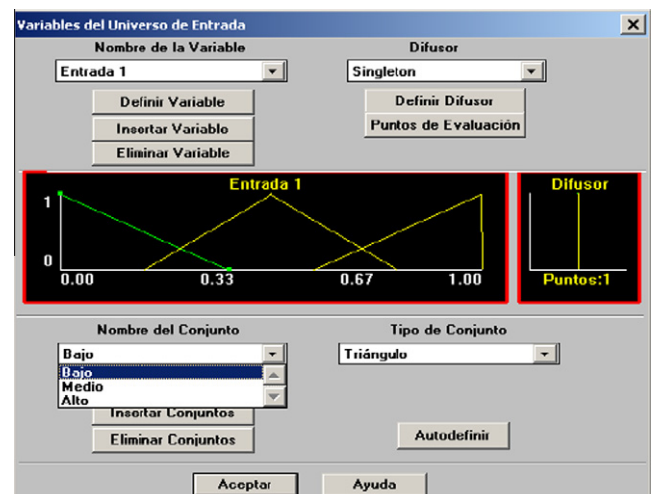 Variables del Universo de Entrada
Nombre de la Variable
Difusor
Entrada 1
Singleton
Definir Variable
Definir Difusor
Insertar Variable
Puntos de Evaluación
Eliminar Variable
Entrada 1
Difusor
1
0
0.00 0.33 0.67 1.00
Puntos:1
Nombre del Conjunto
Tipo de Conjunto
Bajo
Triángulo
Bajo
Medio
Alto
Insertar Conjuntos
Eliminar Conjuntos
Autodefinir
Aceptar
Ayuda